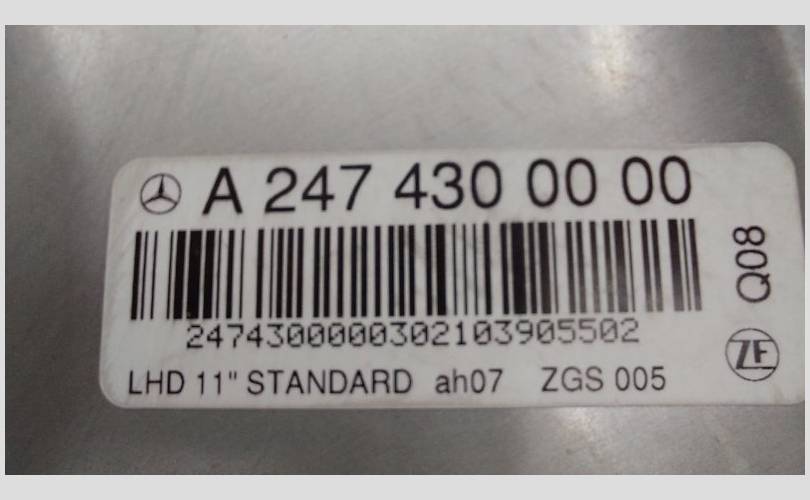 A 247 430 00 00
2474300000302103905502
LHD 11" STANDARD ah07 ZGS 005
Q08
ZF